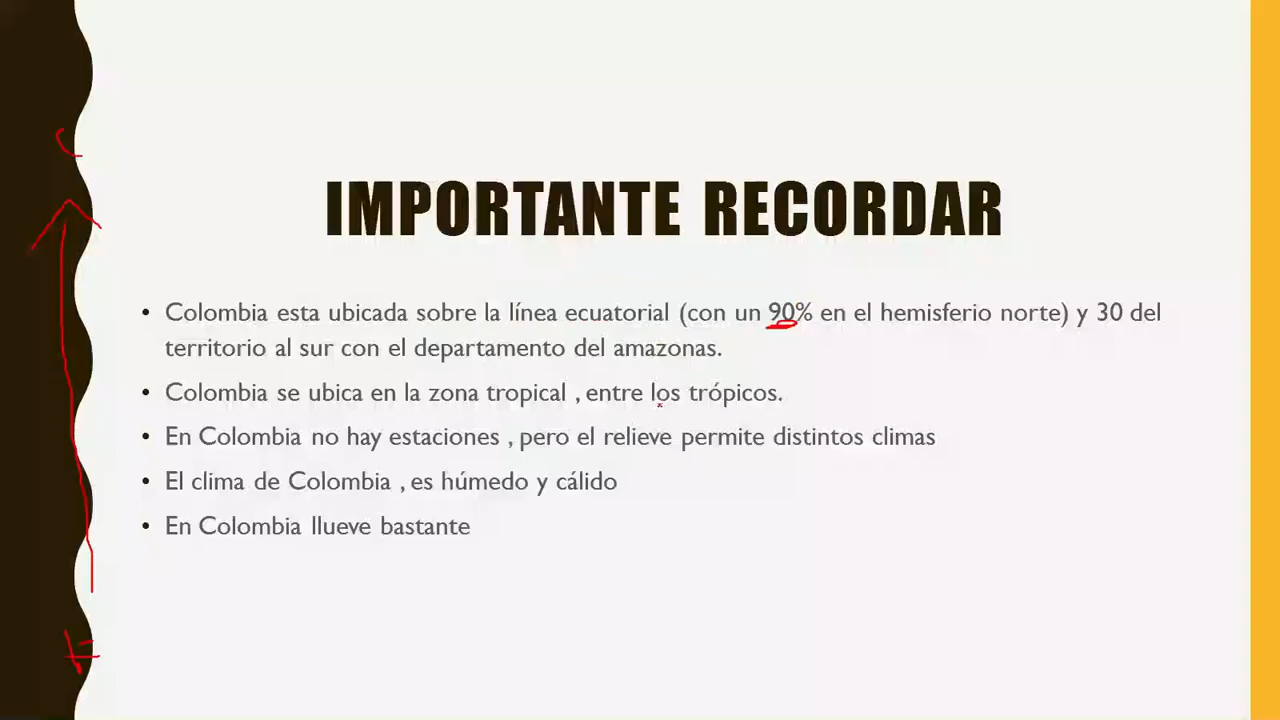 IMPORTANTE RECORDAR
• Colombia esta ubicada sobre la línea ecuatorial (con un 90% en el hemisferio norte) y 30 del
territorio al sur con el departamento del amazonas.
• Colombia se ubica en la zona tropical , entre los trópicos.
• En Colombia no hay estaciones , pero el relieve permite distintos climas
• El clima de Colombia , es húmedo y cálido
• En Colombia llueve bastante